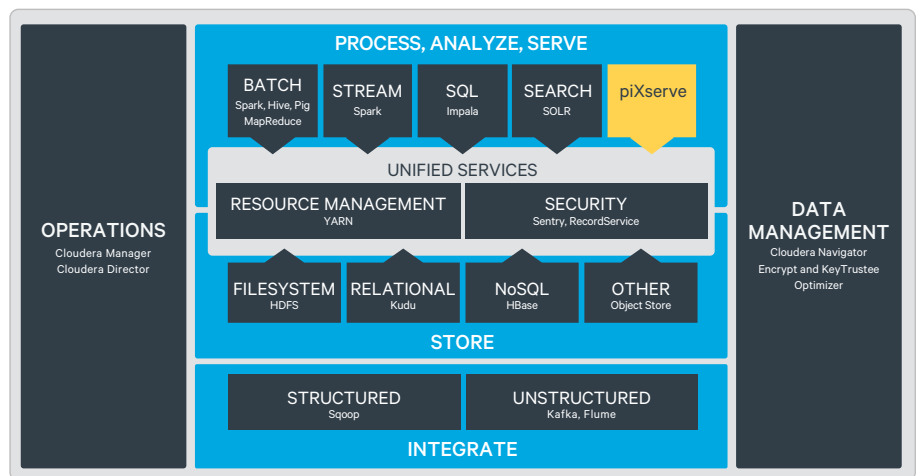 PROCESS, ANALYZE, SERVE
BATCH
Spark, Hive, Pig
MapReduce
STREAM
Spark
SQL
Impala
SEARCH
SOLR
piXserve
UNIFIED SERVICES
RESOURCE MANAGEMENT
YARN
SECURITY
Sentry, RecordService
OPERATIONS
Cloudera Manager
Cloudera Director
DATA
MANAGEMENT
Cloudera Navigator
Encrypt and KeyTrustee
Optimizer
FILESYSTEM
HDFS
RELATIONAL
Kudu
NoSQL
HBase
OTHER
Object Store
STORE
STRUCTURED
Sqoop
UNSTRUCTURED
Kafka, Flume
INTEGRATE